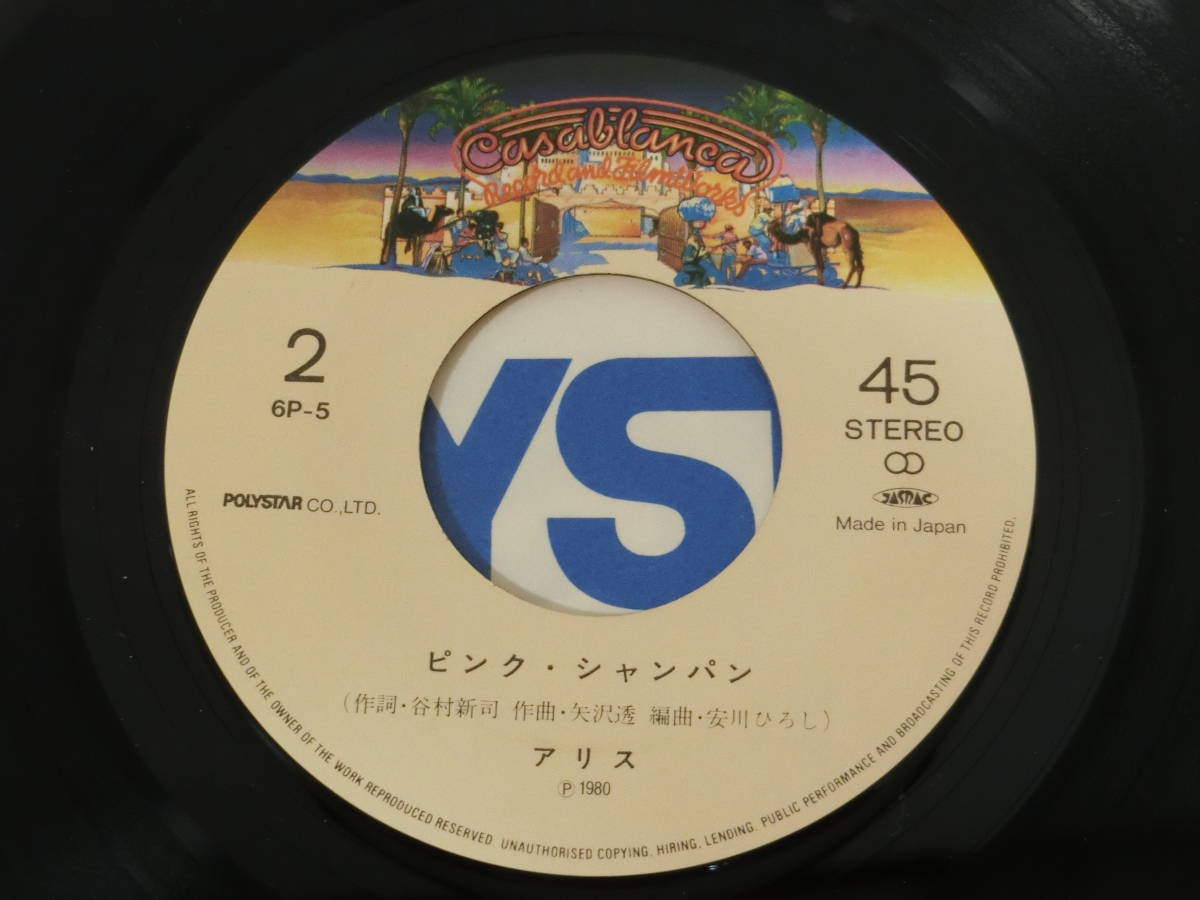 Casablanca
Record and FilmWorks
2
6P-5
POLYSTAR CO.,LTD.
45
STEREO
JASRAC
Made in Japan
YS
ピンク・シャンパン
(作詞・谷村新司 作曲・矢沢透 編曲・安川ひろし)
アリス
Ⓟ 1980
ALL RIGHTS OF THE PRODUCER AND OF THE OWNER OF THE WORK REPRODUCED RESERVED. UNAUTHORISED COPYING, HIRING, LENDING, PUBLIC PERFORMANCE AND BROADCASTING OF THIS RECORD PROHIBITED.